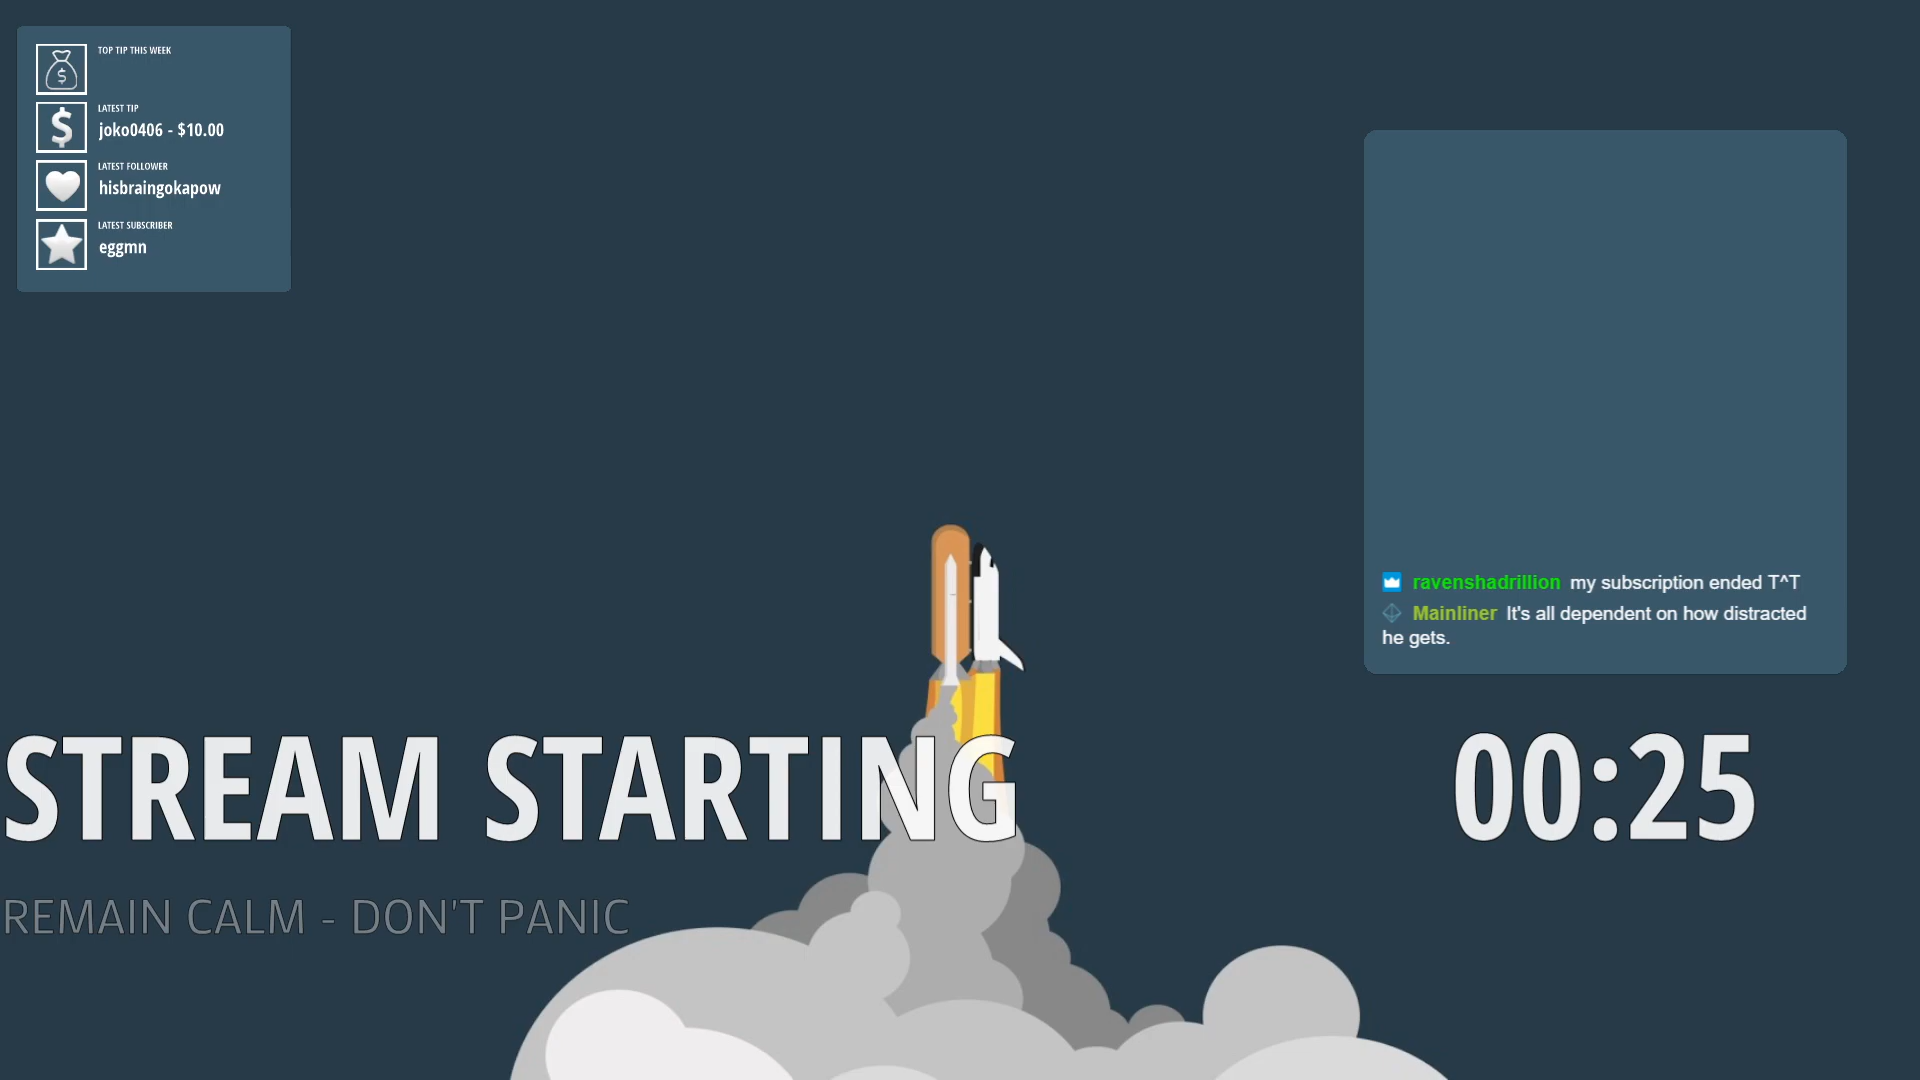 TOP TIP THIS WEEK
LATEST TIP
joko0406 - $10.00
LATEST FOLLOWER
hisbraingokapow
LATEST SUBSCRIBER
eggmn
ravenshadrillion my subscription ended T^T
Mainliner It's all dependent on how distracted
he gets.
STREAM STARTING
00:25
REMAIN CALM - DON'T PANIC